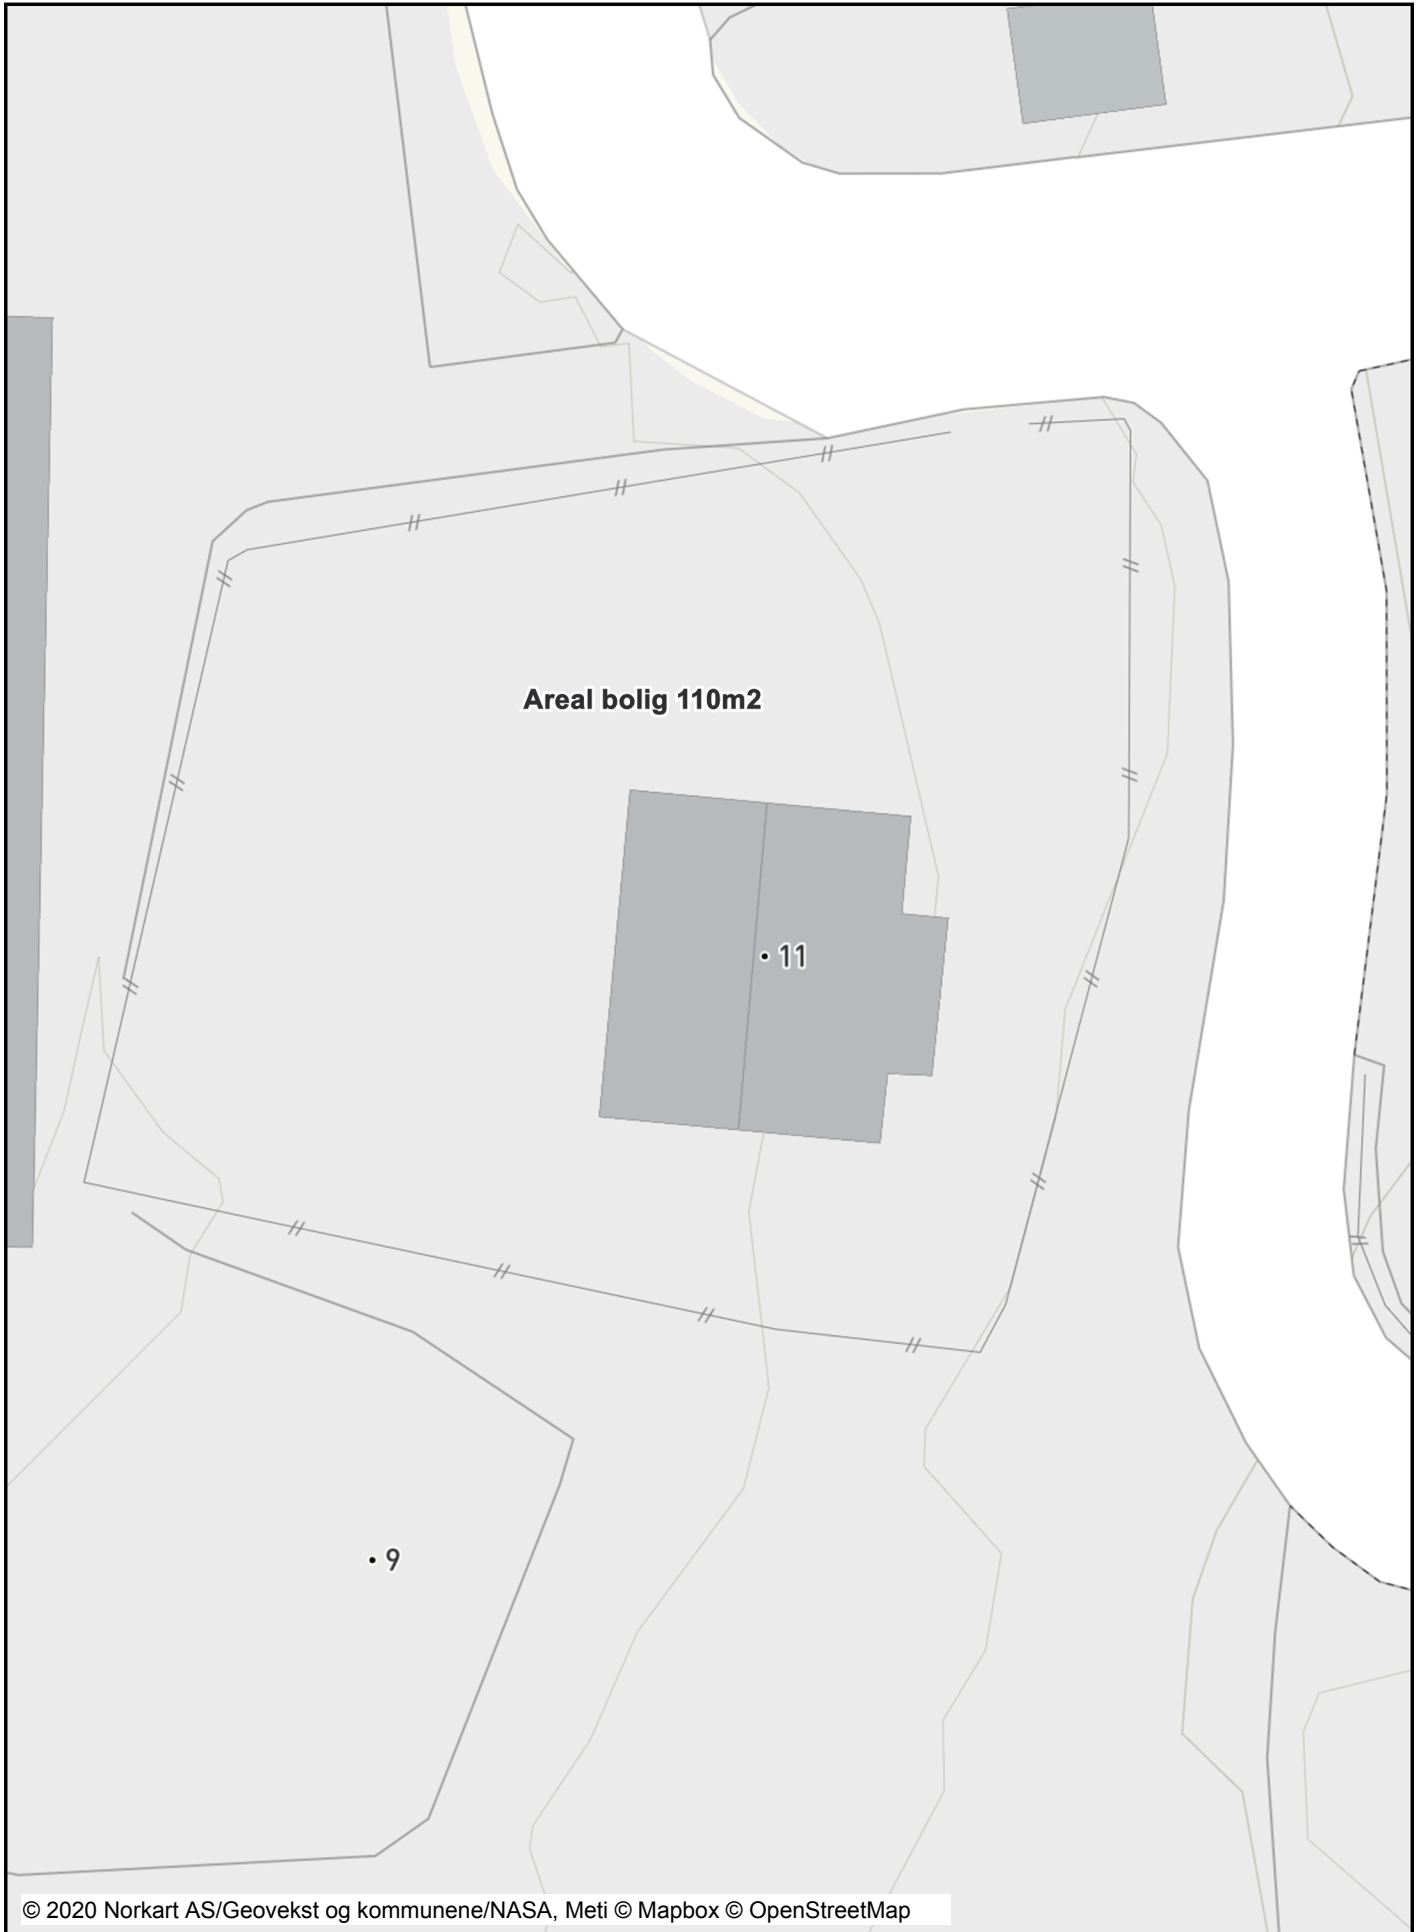 Areal bolig 110m2
11
9
© 2020 Norkart AS/Geovekst og kommunene/NASA, Meti © Mapbox © OpenStreetMap